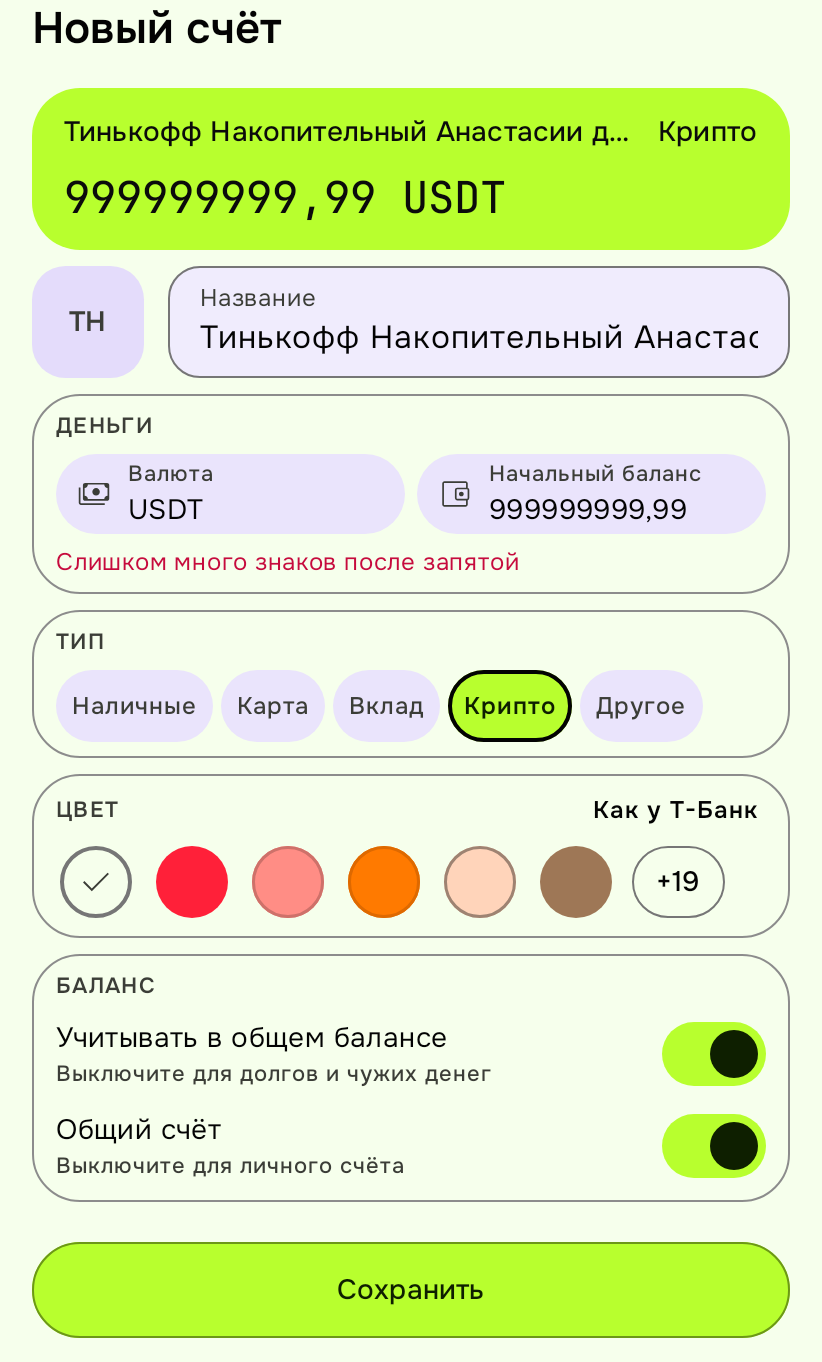 Новый счёт
Тинькофф Накопительный Анастасии д... Крипто
999999999,99 USDT
ТН
Название
Тинькофф Накопительный Анастас
ДЕНЬГИ
Валюта
USDT
Начальный баланс
999999999,99
Слишком много знаков после запятой
ТИП
Наличные Карта Вклад Крипто Другое
ЦВЕТ Как у Т-Банк
+19
БАЛАНС
Учитывать в общем балансе
Выключите для долгов и чужих денег
Общий счёт
Выключите для личного счёта
Сохранить